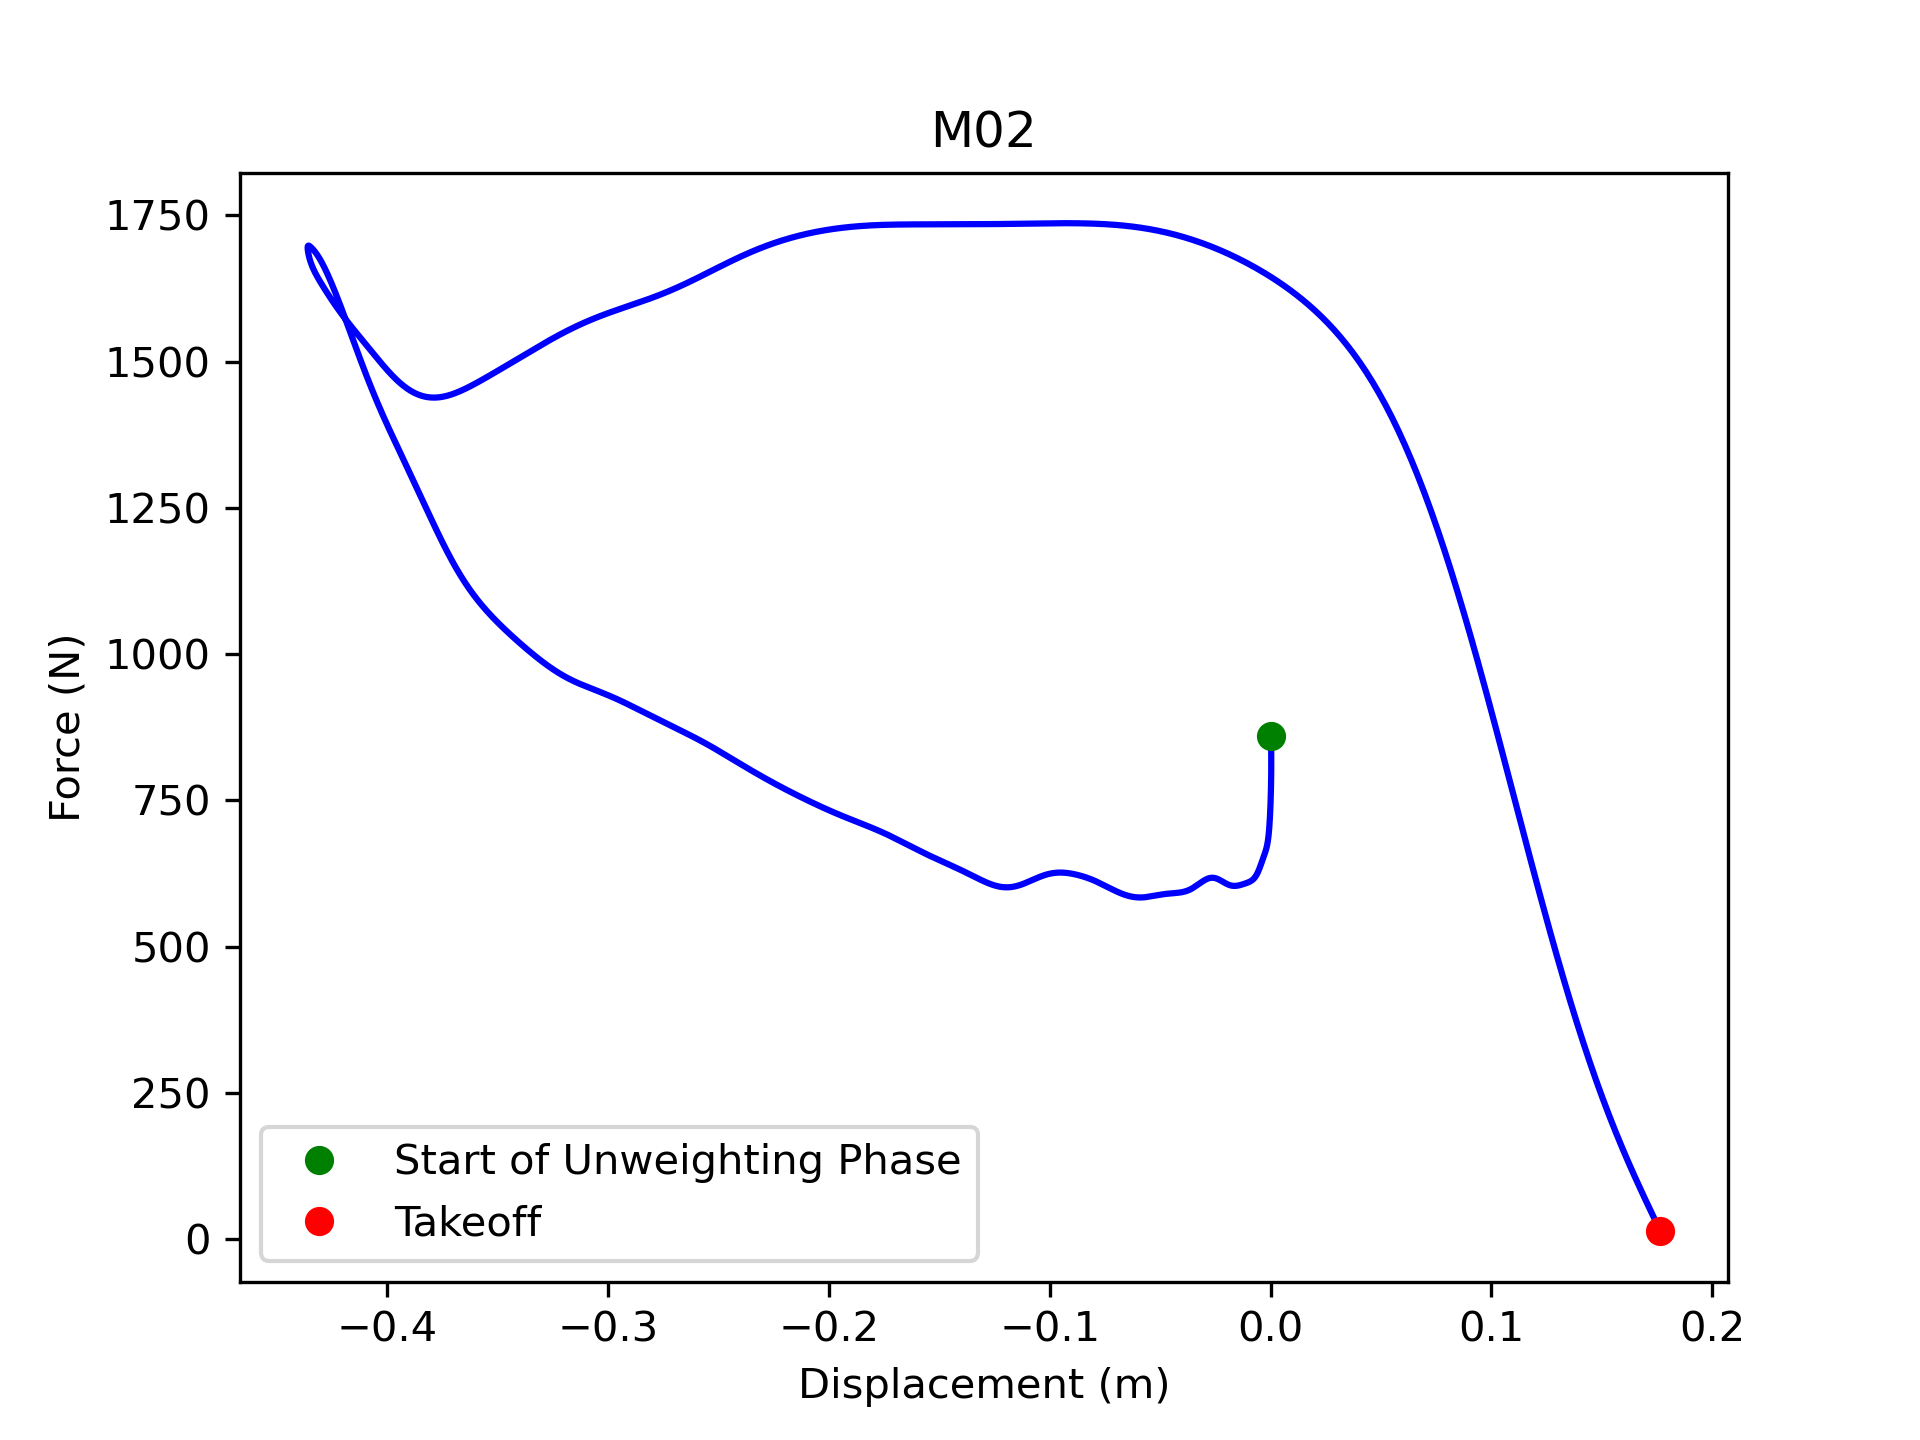 M02
1750
1500
1250
1000
750
500
250
0
Force (N)
Start of Unweighting Phase
Takeoff
−0.4 −0.3 −0.2 −0.1 0.0 0.1 0.2
Displacement (m)